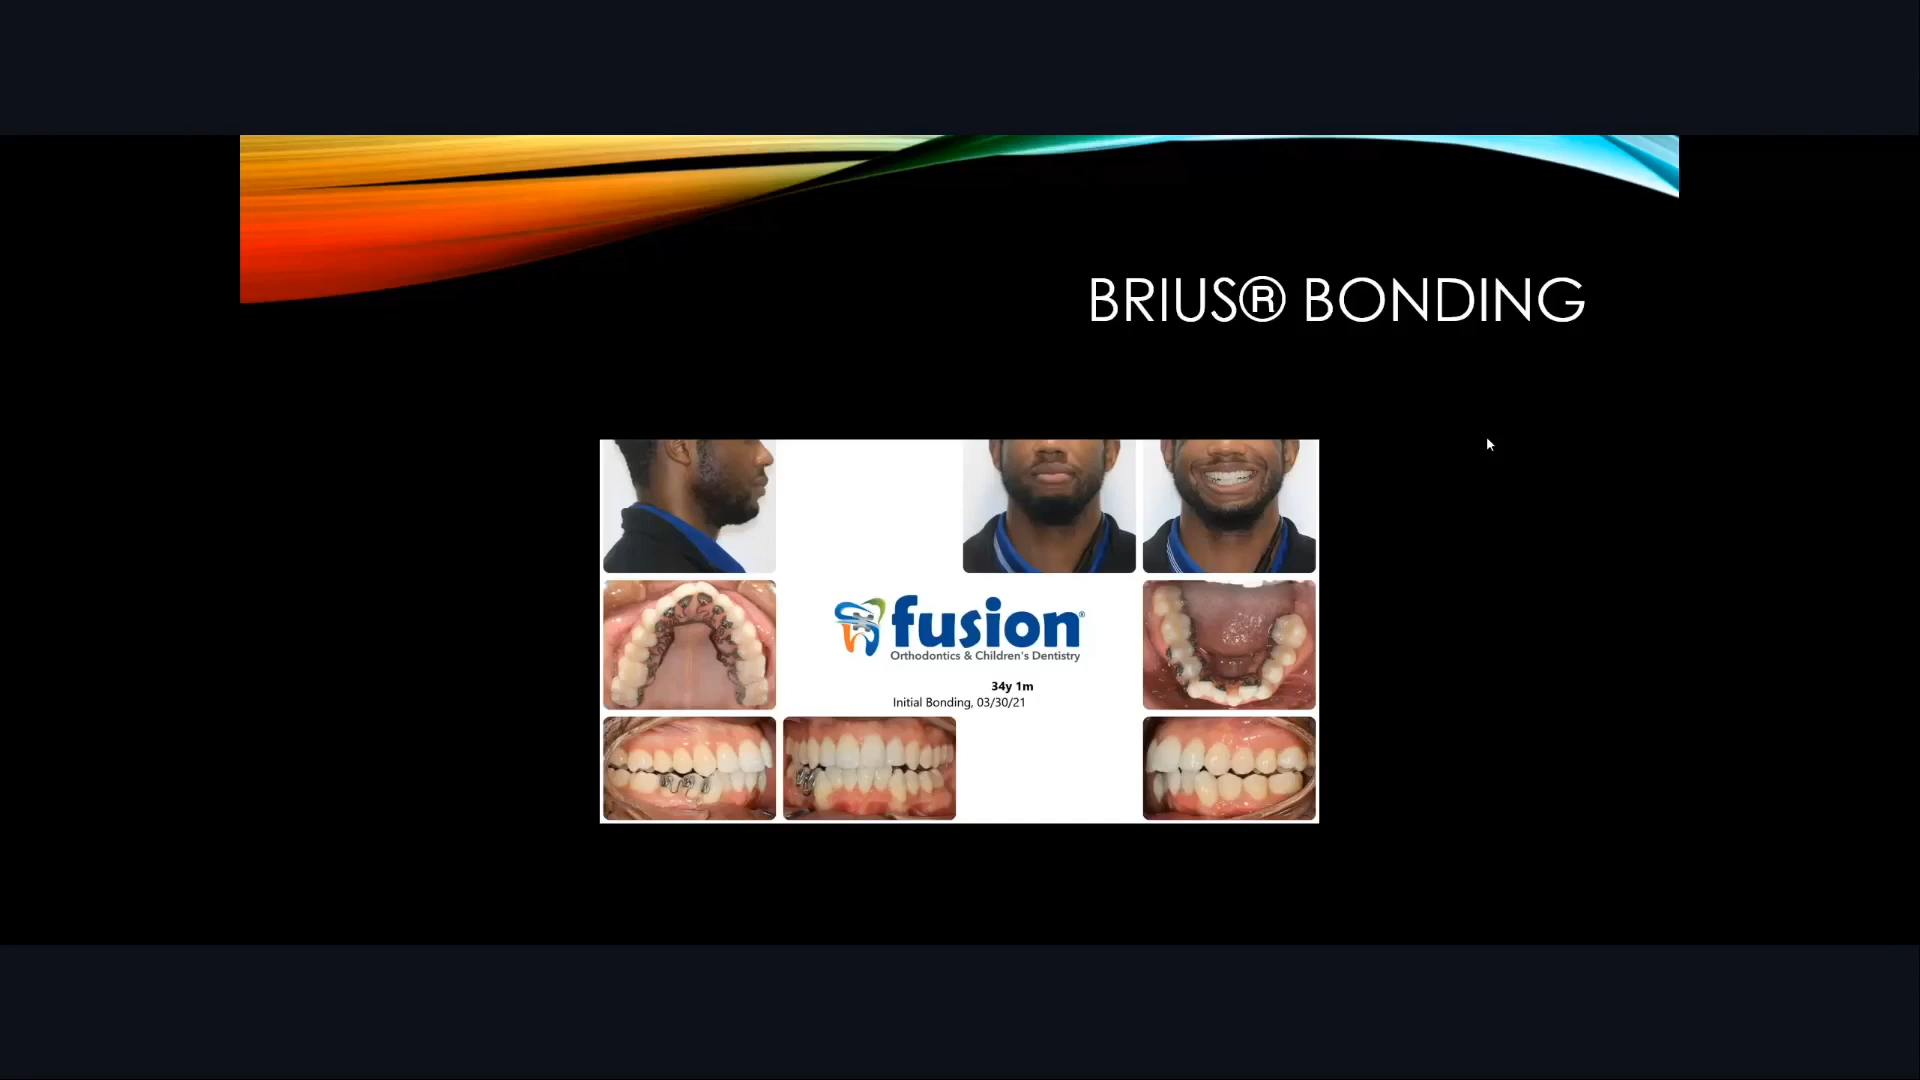 BRIUS® BONDING
fusion®
Orthodontics & Children's Dentistry
34y 1m
Initial Bonding, 03/30/21